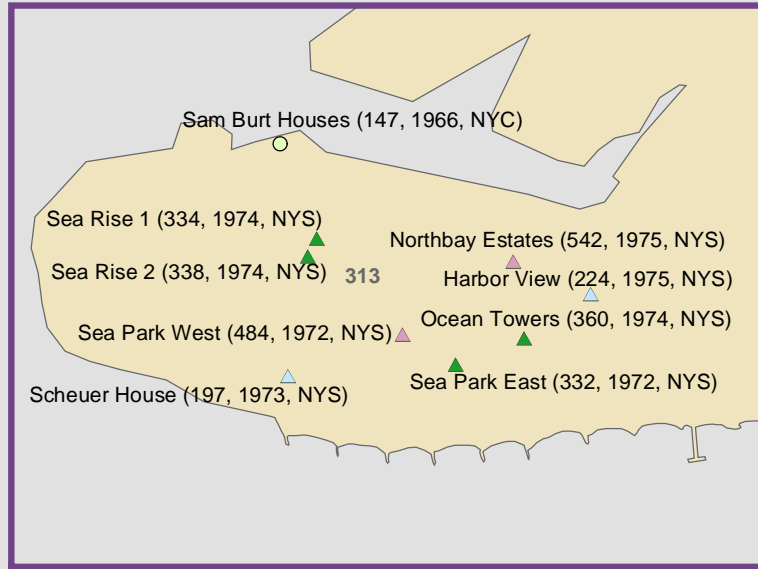 Sam Burt Houses (147, 1966, NYC)
Sea Rise 1 (334, 1974, NYS)
Northbay Estates (542, 1975, NYS)
Sea Rise 2 (338, 1974, NYS)
313
Harbor View (224, 1975, NYS)
Ocean Towers (360, 1974, NYS)
Sea Park West (484, 1972, NYS)
Sea Park East (332, 1972, NYS)
Scheuer House (197, 1973, NYS)